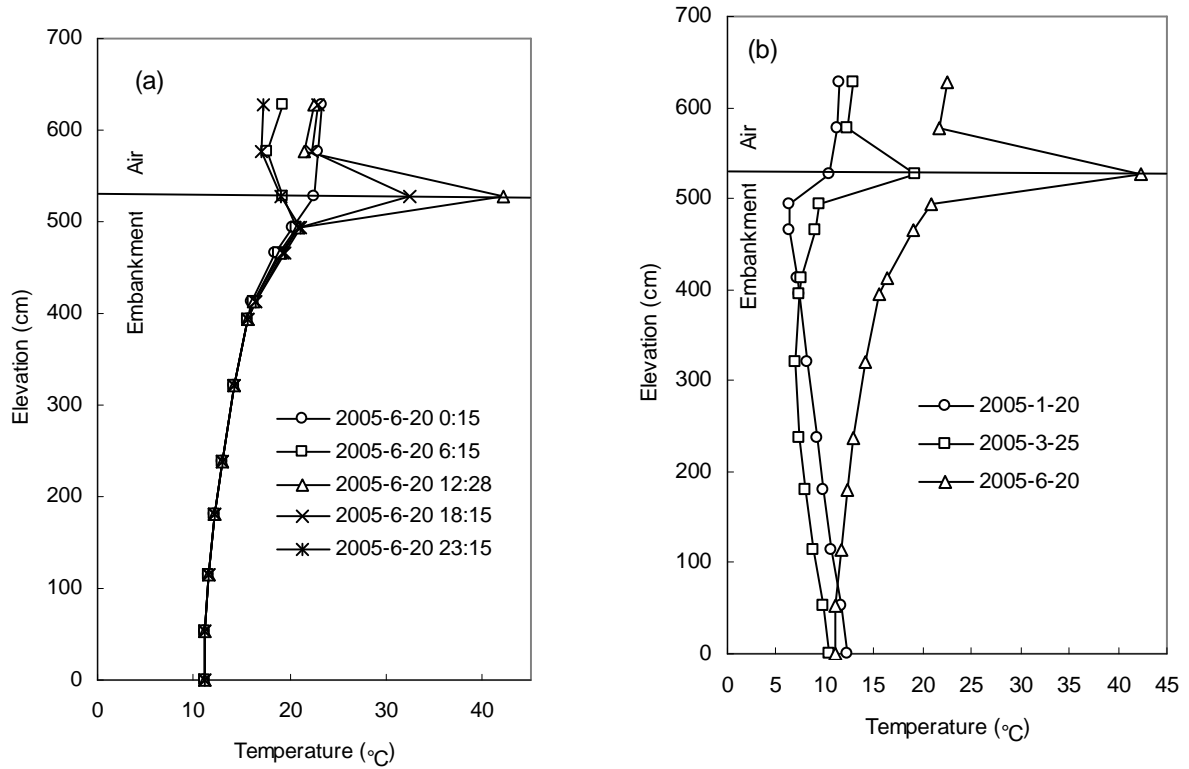 (a)
700
600
500
400
300
200
100
0
Elevation (cm)
Air
Embankment
2005-6-20 0:15
2005-6-20 6:15
2005-6-20 12:28
2005-6-20 18:15
2005-6-20 23:15
0 10 20 30 40
Temperature (°C)
(b)
700
600
500
400
300
200
100
0
Elevation (cm)
Air
Embankment
2005-1-20
2005-3-25
2005-6-20
0 5 10 15 20 25 30 35 40 45
Temperature (°C)